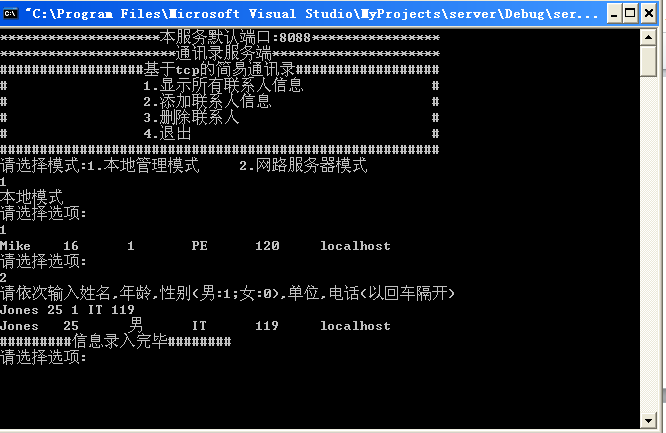 "C:\Program Files\Microsoft Visual Studio\MyProjects\server\Debug\ser...
********************本服务默认端口:8088****************
**********************通讯录服务端*********************
##################基于tcp的简易通讯录##################
# 1.显示所有联系人信息 #
# 2.添加联系人信息 #
# 3.删除联系人 #
# 4.退出 #
#######################################################
请选择模式:1.本地管理模式 2.网路服务器模式
1
本地模式
请选择选项:
1
Mike 16 1 PE 120 localhost
请选择选项:
2
请依次输入姓名,年龄,性别(男:1;女:0),单位,电话(以回车隔开)
Jones 25 1 IT 119
Jones 25 男 IT 119 localhost
#########信息录入完毕########
请选择选项: